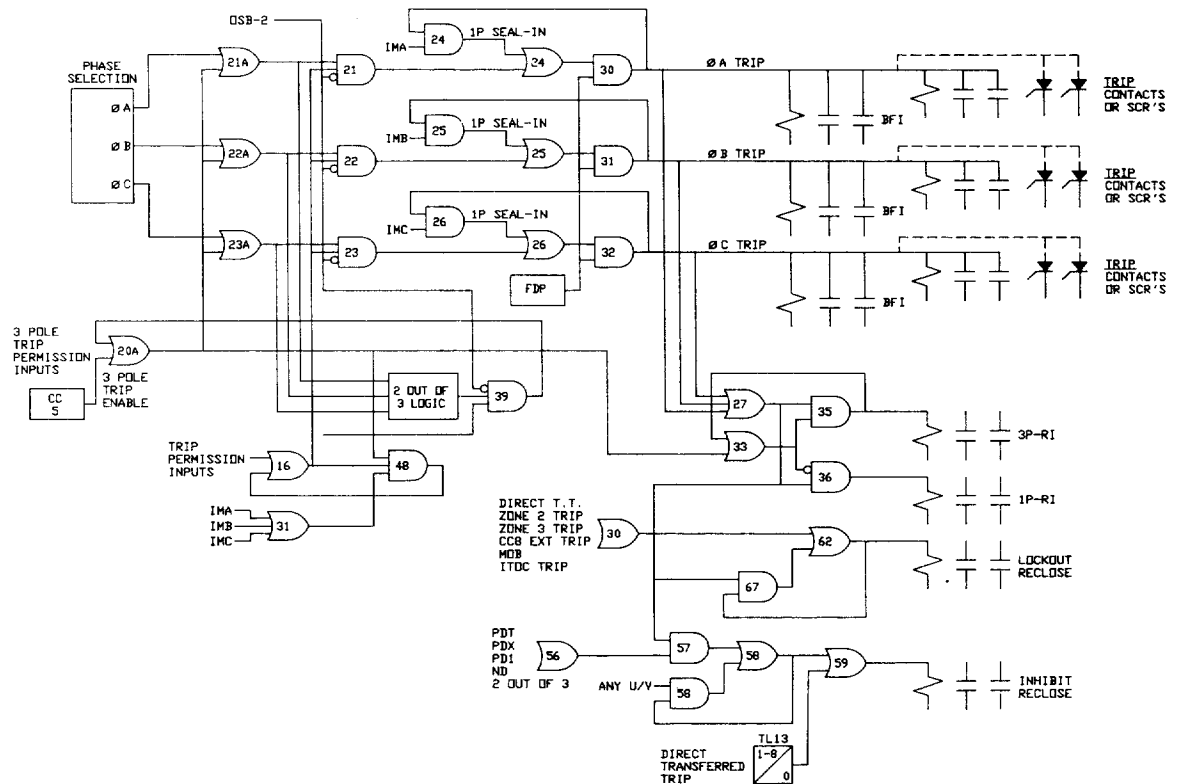 OSB-2
24
1P SEAL-IN
IMA
21A
21
24
30
Ø A TRIP
TRIP
CONTACTS
OR SCR'S
PHASE
SELECTION
Ø A
Ø B
Ø C
BFI
25
1P SEAL-IN
IMB
22A
22
25
31
Ø B TRIP
TRIP
CONTACTS
OR SCR'S
BFI
26
1P SEAL-IN
IMC
23A
23
26
32
Ø C TRIP
TRIP
CONTACTS
OR SCR'S
FDP
BFI
3 POLE
TRIP
PERMISSION
INPUTS
20A
CC
5
3 POLE
TRIP
ENABLE
2 OUT OF
3 LOGIC
39
27
35
33
3P-RI
TRIP
PERMISSION
INPUTS
16
48
36
1P-RI
IMA
IMB
IMC
31
DIRECT T.T.
ZONE 2 TRIP
ZONE 3 TRIP
CC8 EXT TRIP
MOB
ITOC TRIP
30
62
67
LOCKOUT
RECLOSE
PDT
PDX
PD1
ND
2 OUT OF 3
56
57
58
59
ANY U/V
58
INHIBIT
RECLOSE
DIRECT
TRANSFERRED
TRIP
TL13
1-8
0